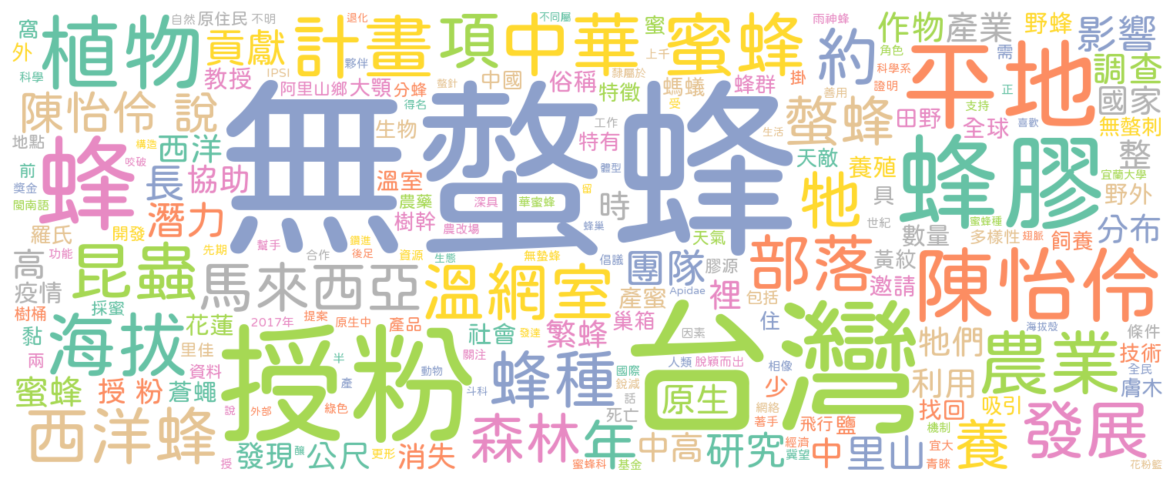 窩
植物
自然
原住民
不明
貢獻
計畫
退化
夥伴
項
中華
不同屬
蜜
上千
蜜蜂
雨神蜂
約
作物
產業
野蜂
影響
外
科學
教授
IPSI
阿里山鄉
大顎
分蜂
中國
螫針
俗稱
特徵
隸屬於
螞蟻
受
蜂群
掛
角色
科學系
證明
善用
需
平地
調查
國家
正
支持
喜歡
陳怡伶
說
無螫蜂
得名
生物
工作
特有
生活
螫蜂
田野
全球
無螫刺
地點
蜂
構造
咬破
西洋
前
獎金
閩南語
長
協助
溫室
農藥
樹幹
深具
農改場
體型
留
華蜜蜂
蜂巢
時
天敵
養殖
牠
具
世紀
蜂膠
蜜蜂種
翅脈
整
宜蘭大學
野外
潛力
羅氏
開發
功能
昆蟲
先期
幫手
躍進
後足
資源
合作
生態
無墊蜂
倡議
天氣
團隊
膠源
裡
部落
黃紋
數量
多樣性
飼養
分布
邀請
陳怡伶
高
疫情
樹桶
採蜜
馬來西亞
溫網室
產蜜
Apidae
包括
住
海拔
黏
兩
里佳
花蓮
2017年
提案
原生中
產品
社會
發達
繁蜂
巢箱
關注
台灣
因素
人類
脫穎而出
相像
少
牠們
農業
海拔殼
條件
技術
全民
膚木
蜜蜂
授
粉
蒼蠅
資料
說
外部
授粉
半
產
綠色
動物
斗科
蜂種
國際
銳減
話
死亡
原生
網絡
著手
飛行
鹽
利用
找回
吸引
西洋蜂
發現
授
醜
公尺
更形
消失
森林
蜜蜂科
年
基金
中高
研究
經濟
冀望
中
里山
宜大
青睞
機制
養
發展
花粉籃